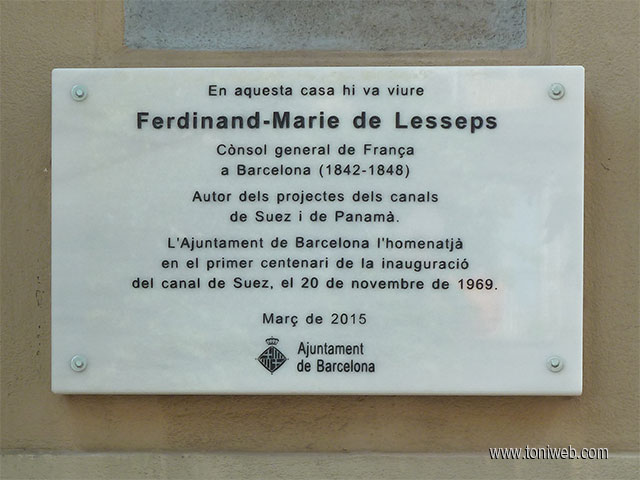 En aquesta casa hi va viure
Ferdinand-Marie de Lesseps
Cònsol general de França
a Barcelona (1842-1848)
Autor dels projectes dels canals
de Suez i de Panamà.
L'Ajuntament de Barcelona l'homenatjà
en el primer centenari de la inauguració
del canal de Suez, el 20 de novembre de 1969.
Març de 2015
Ajuntament
de Barcelona
www.toniweb.com